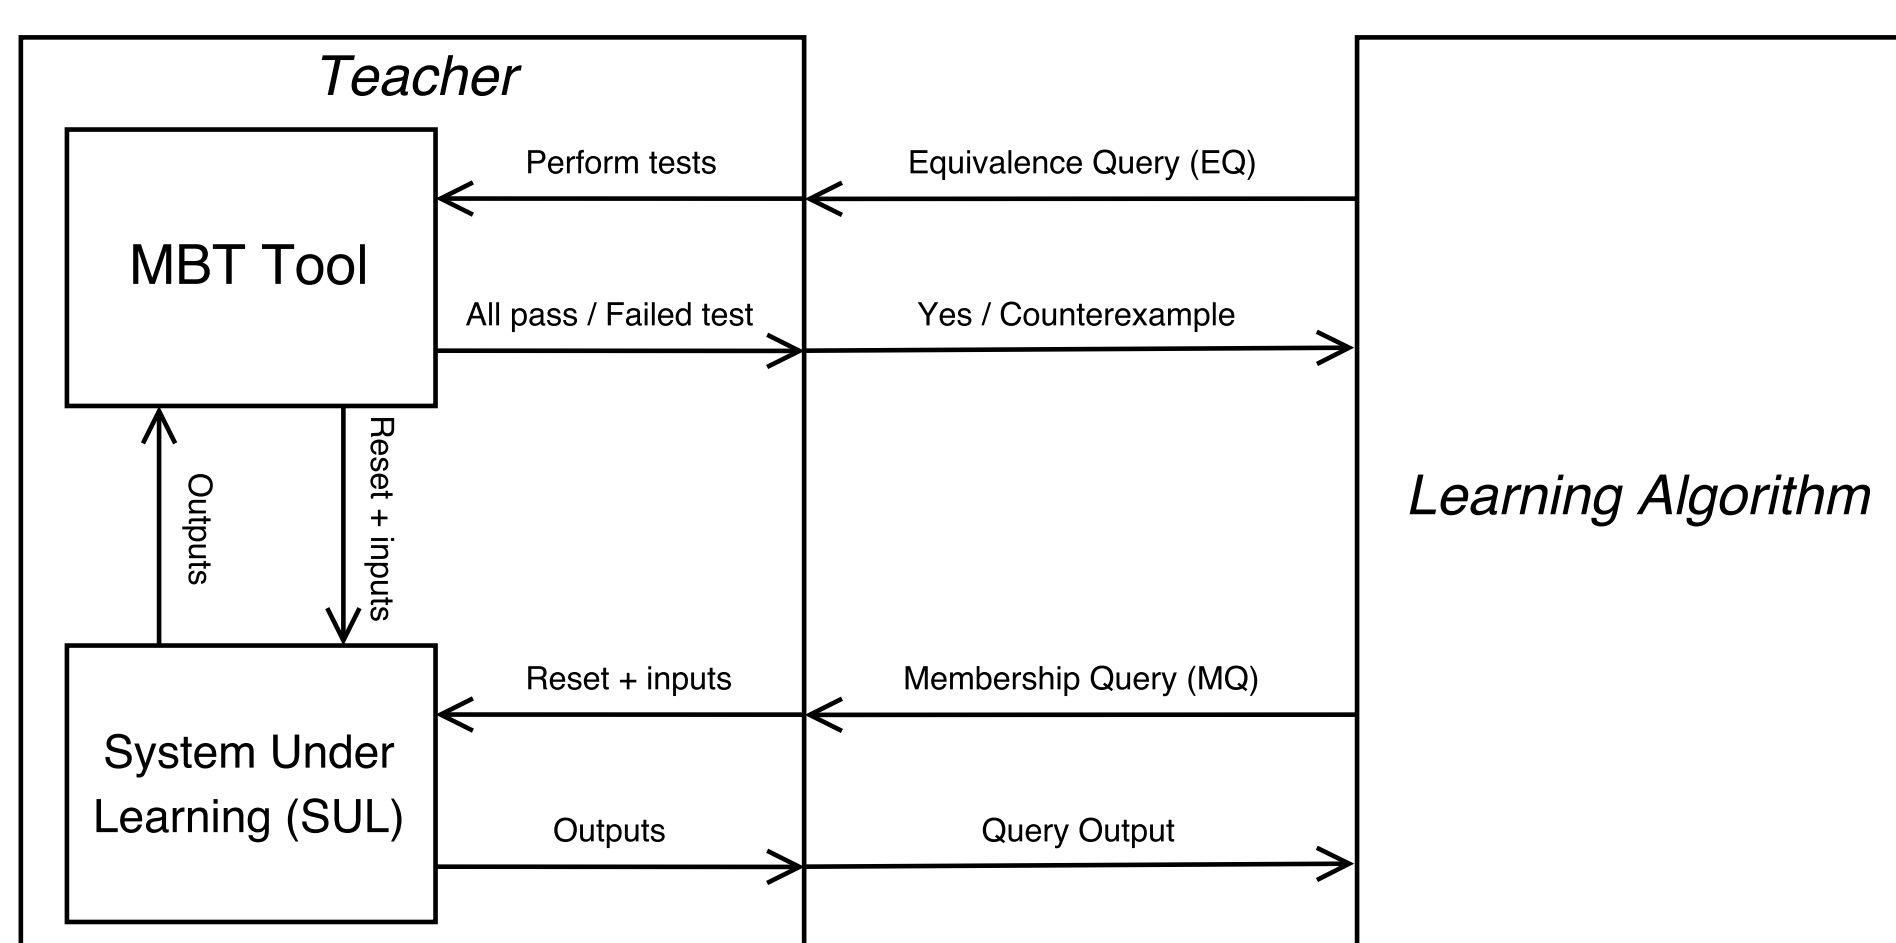 Teacher
Perform tests
Equivalence Query (EQ)
MBT Tool
All pass / Failed test
Yes / Counterexample
Outputs
Reset + inputs
Learning Algorithm
Reset + inputs
Membership Query (MQ)
System Under
Learning (SUL)
Outputs
Query Output